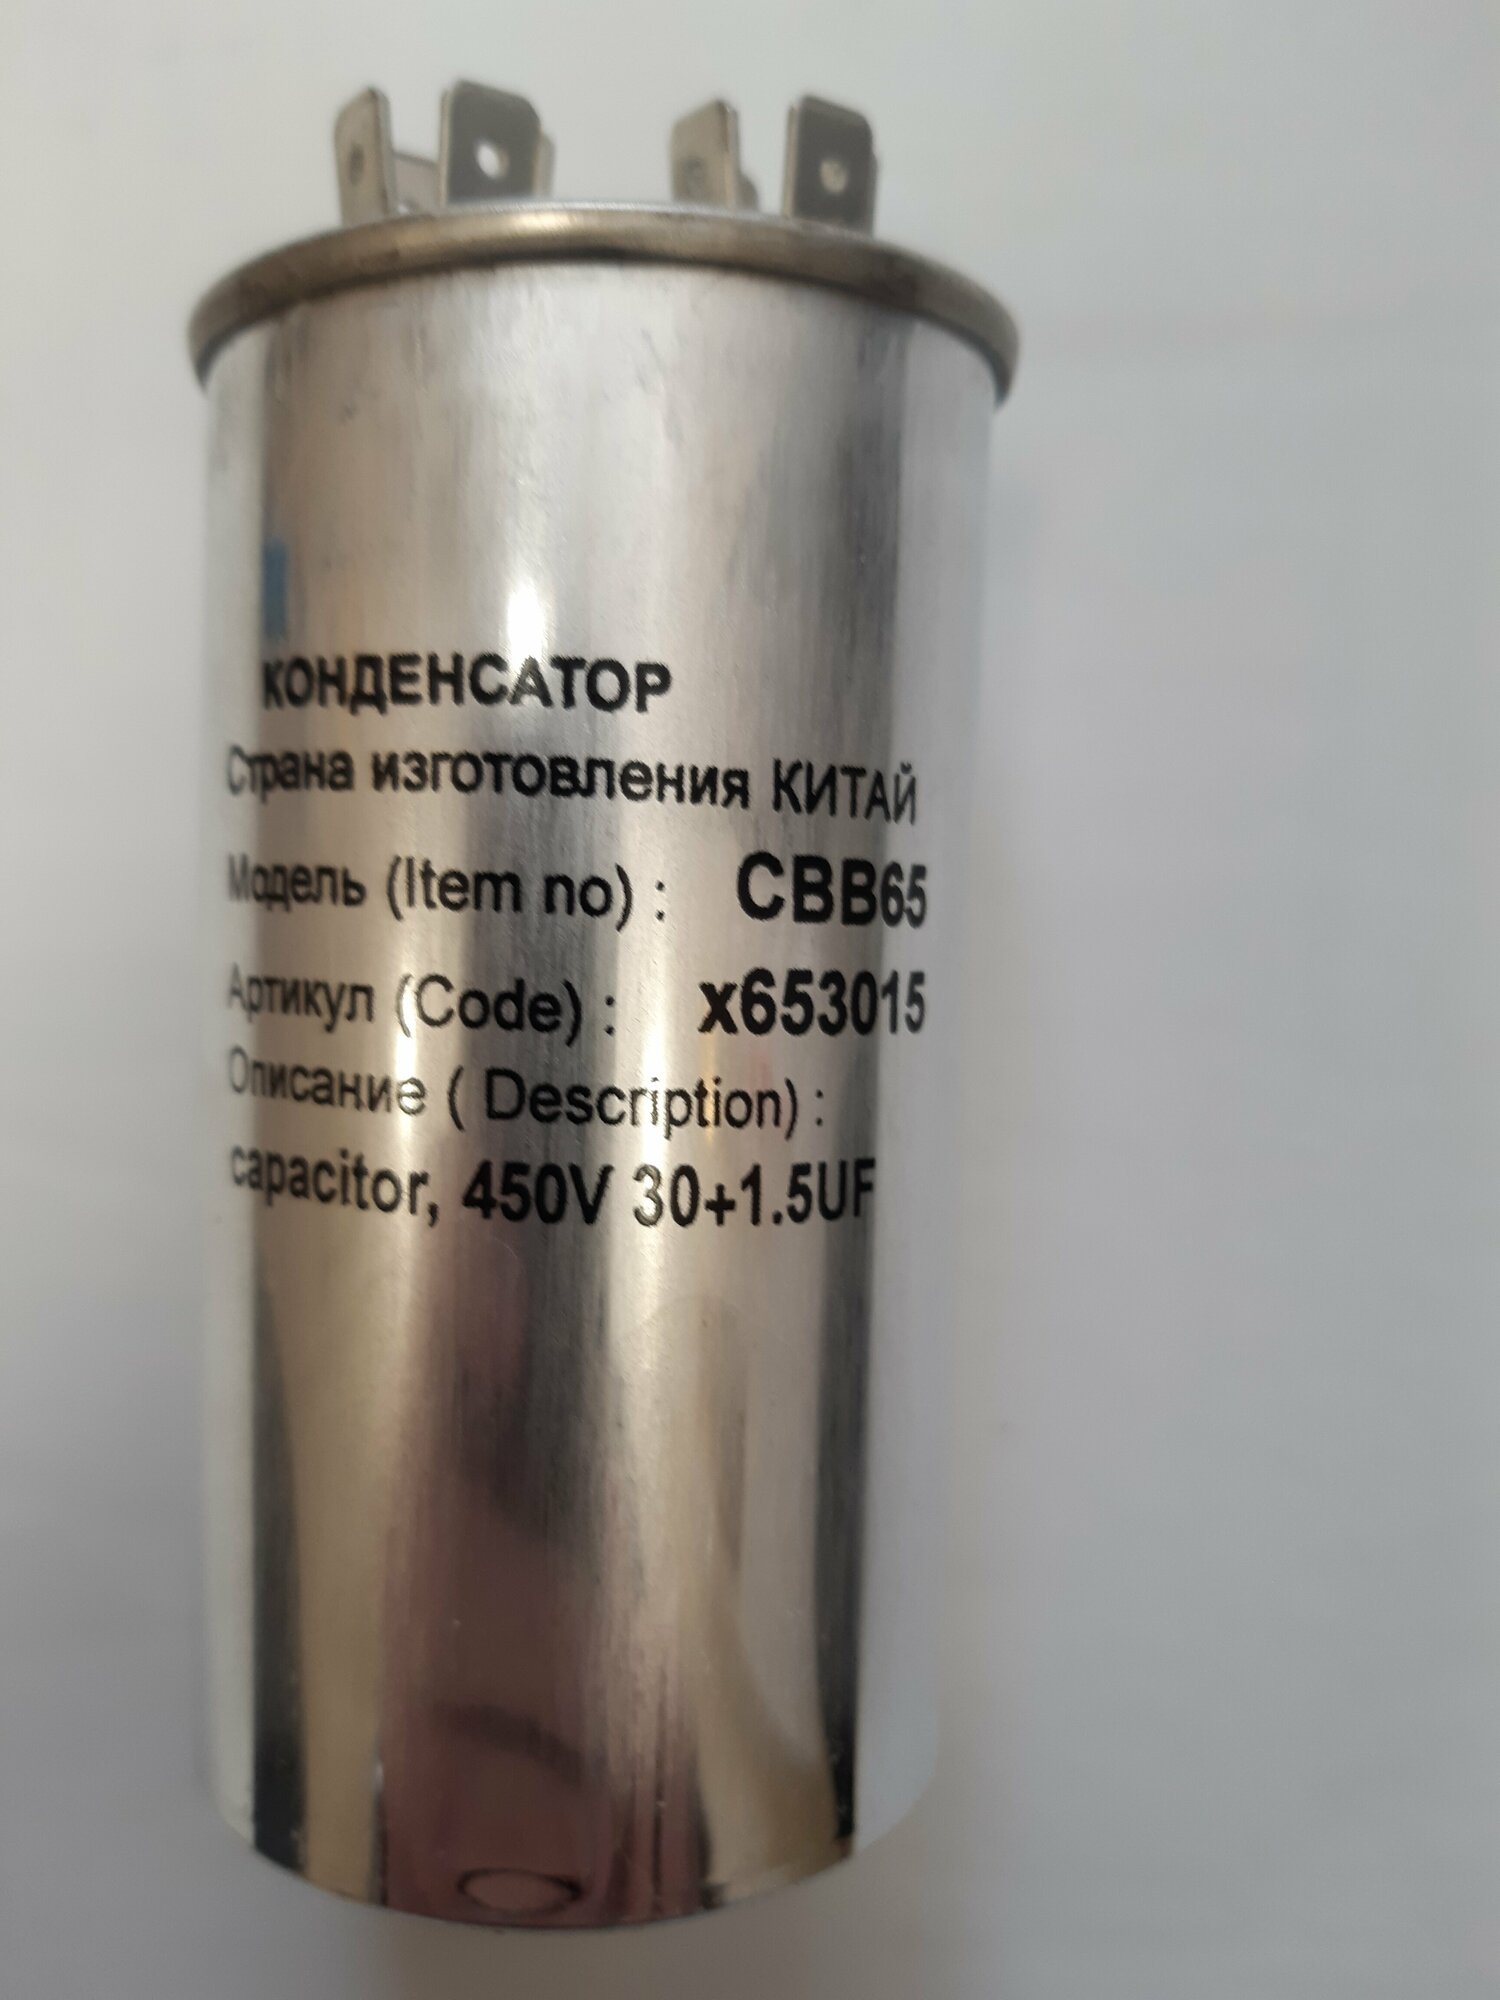 КОНДЕНСАТОР
Страна изготовления КИТАЙ
Модель (Item no) : CBB65
Артикул (Code) : x653015
Описание ( Description) :
capacitor, 450V 30+1.5UF